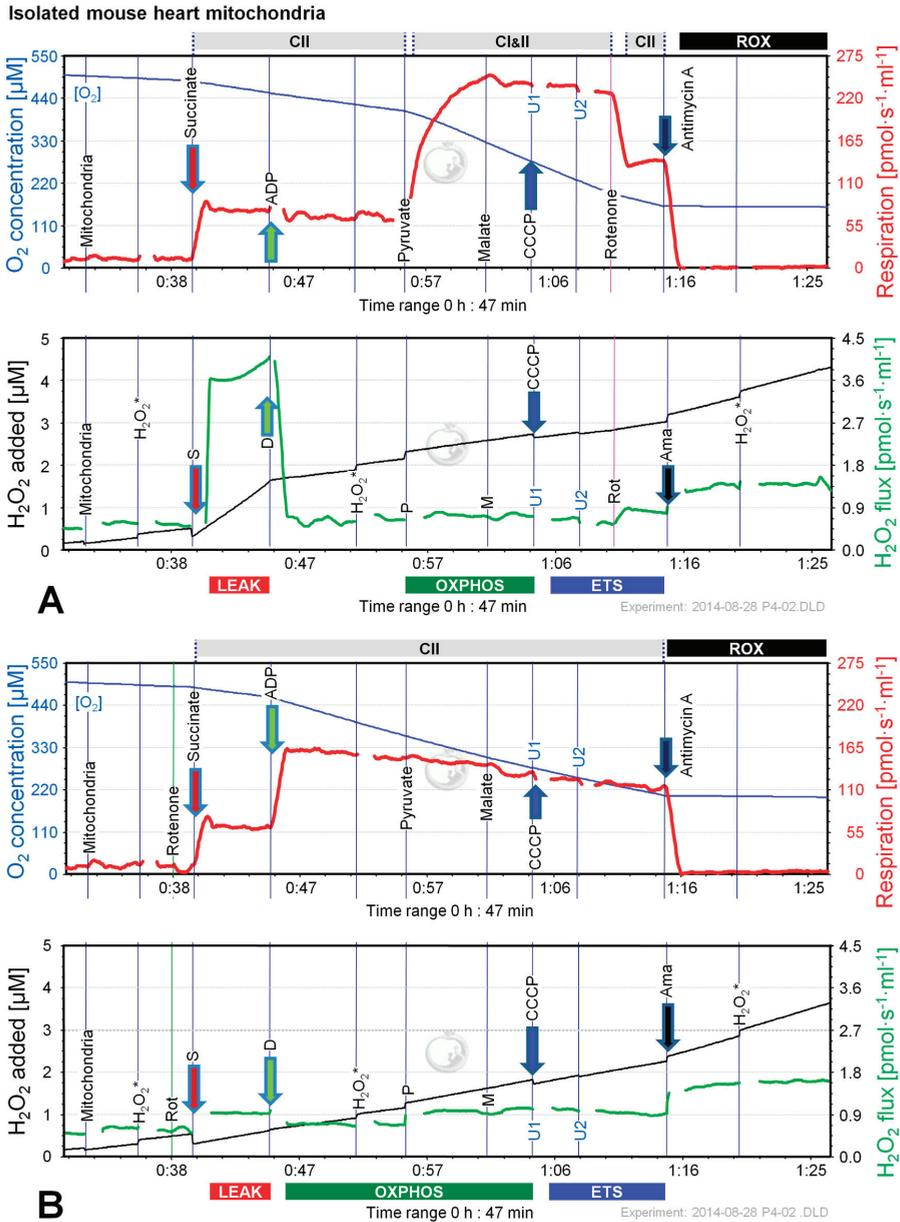 Isolated mouse heart mitochondria
CII CI&II CII ROX
O2 concentration [µM]
550
440
330
220
110
0
[O2]
Mitochondria
Succinate
ADP
Pyruvate
Malate
CCCP
U1
U2
Rotenone
Antimycin A
275
220
165
110
55
0
Respiration [pmol·s-1·ml-1]
0:38 0:47 0:57 1:06 1:16 1:25
Time range 0 h : 47 min
H2O2 added [µM]
5
4
3
2
1
0
Mitochondria
H2O2*
S
D
H2O2*
P
M
CCCP
U1
U2
Rot
Ama
H2O2*
4.5
3.6
2.7
1.8
0.9
0.0
H2O2 flux [pmol·s-1·ml-1]
0:38 0:47 0:57 1:06 1:16 1:25
A LEAK OXPHOS ETS
Time range 0 h : 47 min
Experiment: 2014-08-28 P4-02.DLD
CII ROX
O2 concentration [µM]
550
440
330
220
110
0
[O2]
Mitochondria
Rotenone
Succinate
ADP
Pyruvate
Malate
CCCP
U1
U2
Antimycin A
275
220
165
110
55
0
Respiration [pmol·s-1·ml-1]
0:38 0:47 0:57 1:06 1:16 1:25
Time range 0 h : 47 min
H2O2 added [µM]
5
4
3
2
1
0
Mitochondria
H2O2*
Rot
S
D
H2O2*
P
M
CCCP
U1
U2
Ama
H2O2*
4.5
3.6
2.7
1.8
0.9
0.0
H2O2 flux [pmol·s-1·ml-1]
0:38 0:47 0:57 1:06 1:16 1:25
B LEAK OXPHOS ETS
Time range 0 h : 47 min
Experiment: 2014-08-28 P4-02 .DLD